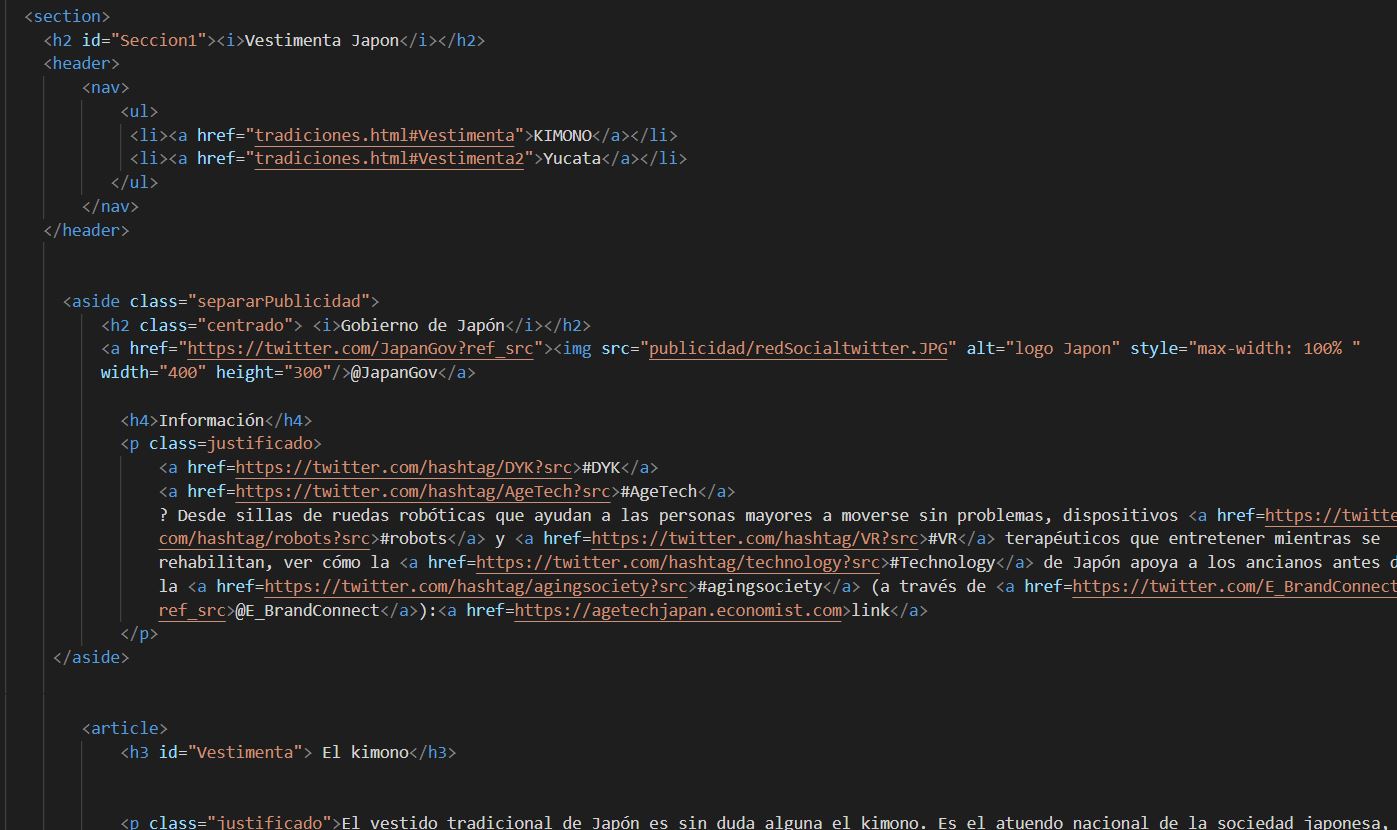 <section>
<h2 id="Seccion1"><i>Vestimenta Japon</i></h2>
<header>
<nav>
<ul>
<li><a href="tradiciones.html#Vestimenta">KIMONO</a></li>
<li><a href="tradiciones.html#Vestimenta2">Yucata</a></li>
</ul>
</nav>
</header>
<aside class="separarPublicidad">
<h2 class="centrado"> <i>Gobierno de Japón</i></h2>
<a href="https://twitter.com/JapanGov?ref_src"><img src="publicidad/redSocialtwitter.JPG" alt="logo Japon" style="max-width: 100% "
width="400" height="300"/>@JapanGov</a>
<h4>Información</h4>
<p class=justificado>
<a href=https://twitter.com/hashtag/DYK?src>#DYK</a>
<a href=https://twitter.com/hashtag/AgeTech?src>#AgeTech</a>
? Desde sillas de ruedas robóticas que ayudan a las personas mayores a moverse sin problemas, dispositivos <a href=https://twitte
com/hashtag/robots?src>#robots</a> y <a href=https://twitter.com/hashtag/VR?src>#VR</a> terapéuticos que entretener mientras se
rehabilitan, ver cómo la <a href=https://twitter.com/hashtag/technology?src>#Technology</a> de Japón apoya a los ancianos antes d
la <a href=https://twitter.com/hashtag/agingsociety?src>#agingsociety</a> (a través de <a href=https://twitter.com/E_BrandConnect
ref_src>@E_BrandConnect</a>):<a href=https://agetechjapan.economist.com>link</a>
</p>
</aside>
<article>
<h3 id="Vestimenta"> El kimono</h3>
<p class="justificado">El vestido tradicional de Japón es sin duda alguna el kimono. Es el atuendo nacional de la sociedad japonesa.